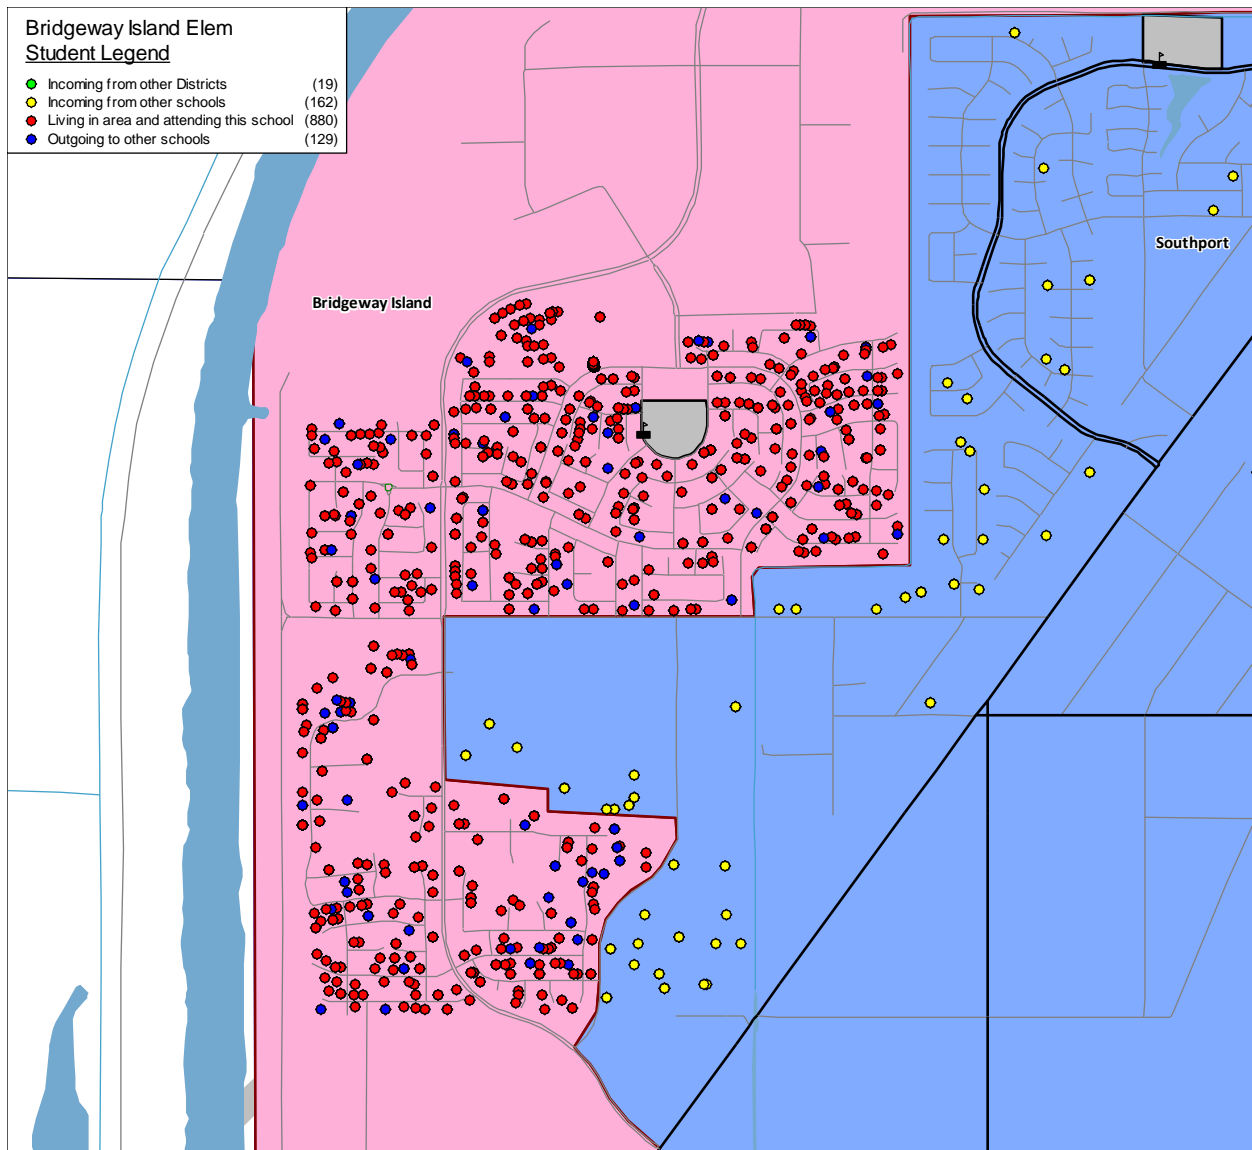 Bridgeway Island Elem
Student Legend
Incoming from other Districts (19)
Incoming from other schools (162)
Living in area and attending this school (880)
Outgoing to other schools (129)
Southport
Bridgeway Island